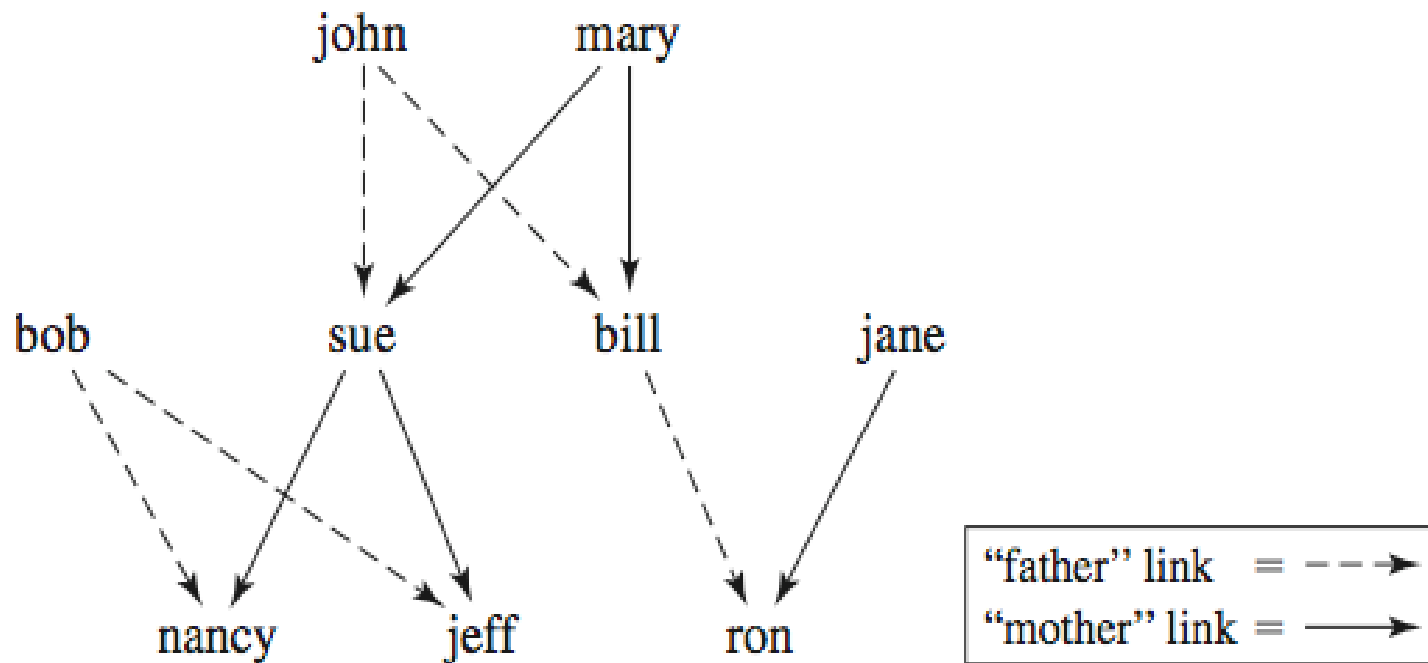 john mary
bob sue bill jane
nancy jeff ron
“father” link =
“mother” link =